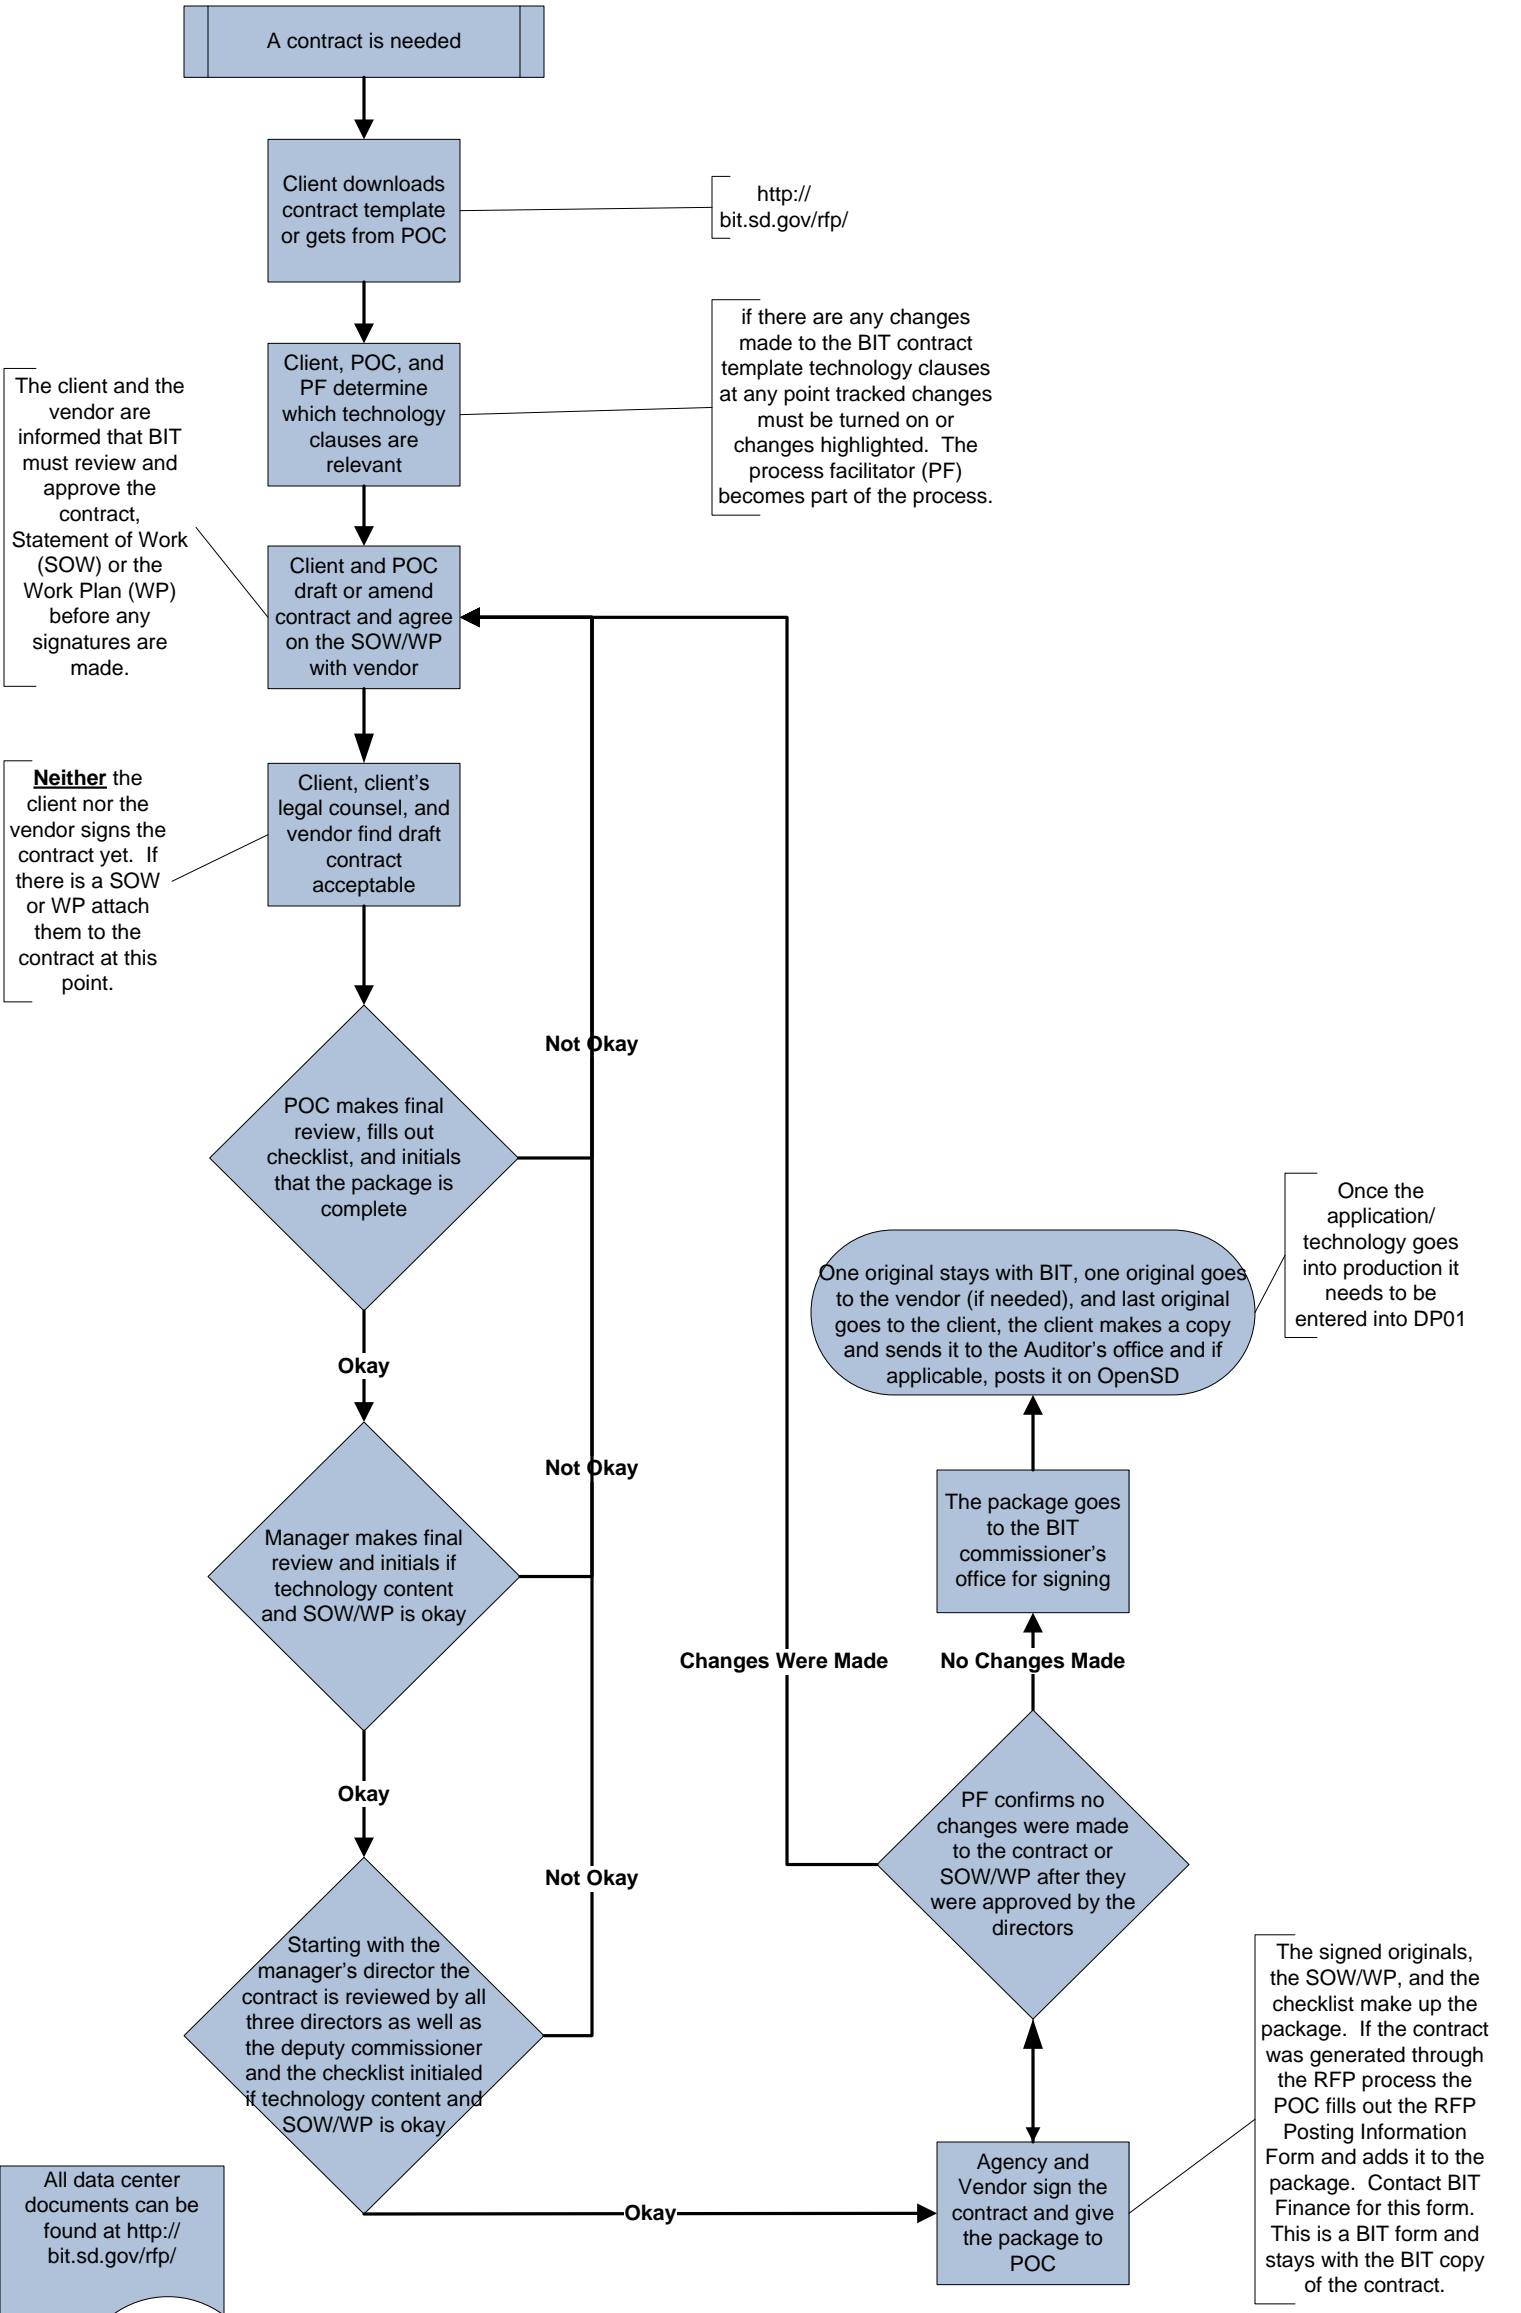 A contract is needed
Client downloads
contract template
or gets from POC
http://
bit.sd.gov/rfp/
Client, POC, and
PF determine
which technology
clauses are
relevant
if there are any changes
made to the BIT contract
template technology clauses
at any point tracked changes
must be turned on or
changes highlighted.  The
process facilitator (PF)
becomes part of the process.
The client and the
vendor are
informed that BIT
must review and
approve the
contract,
Statement of Work
(SOW) or the
Work Plan (WP)
before any
signatures are
made.
Client and POC
draft or amend
contract and agree
on the SOW/WP
with vendor
Neither the
client nor the
vendor signs the
contract yet.  If
there is a SOW
or WP attach
them to the
contract at this
point.
Client, client's
legal counsel, and
vendor find draft
contract
acceptable
Not Okay
POC makes final
review, fills out
checklist, and initials
that the package is
complete
Okay
Not Okay
Manager makes final
review and initials if
technology content
and SOW/WP is okay
Okay
Not Okay
Starting with the
manager's director the
contract is reviewed by all
three directors as well as
the deputy commissioner
and the checklist initialed
if technology content and
SOW/WP is okay
Okay
Agency and
Vendor sign the
contract and give
the package to
POC
The signed originals,
the SOW/WP, and the
checklist make up the
package.  If the contract
was generated through
the RFP process the
POC fills out the RFP
Posting Information
Form and adds it to the
package.  Contact BIT
Finance for this form.
This is a BIT form and
stays with the BIT copy
of the contract.
PF confirms no
changes were made
to the contract or
SOW/WP after they
were approved by the
directors
Changes Were Made
No Changes Made
The package goes
to the BIT
commissioner's
office for signing
One original stays with BIT, one original goes
to the vendor (if needed), and last original
goes to the client, the client makes a copy
and sends it to the Auditor's office and if
applicable, posts it on OpenSD
Once the
application/
technology goes
into production it
needs to be
entered into DP01
All data center
documents can be
found at http://
bit.sd.gov/rfp/